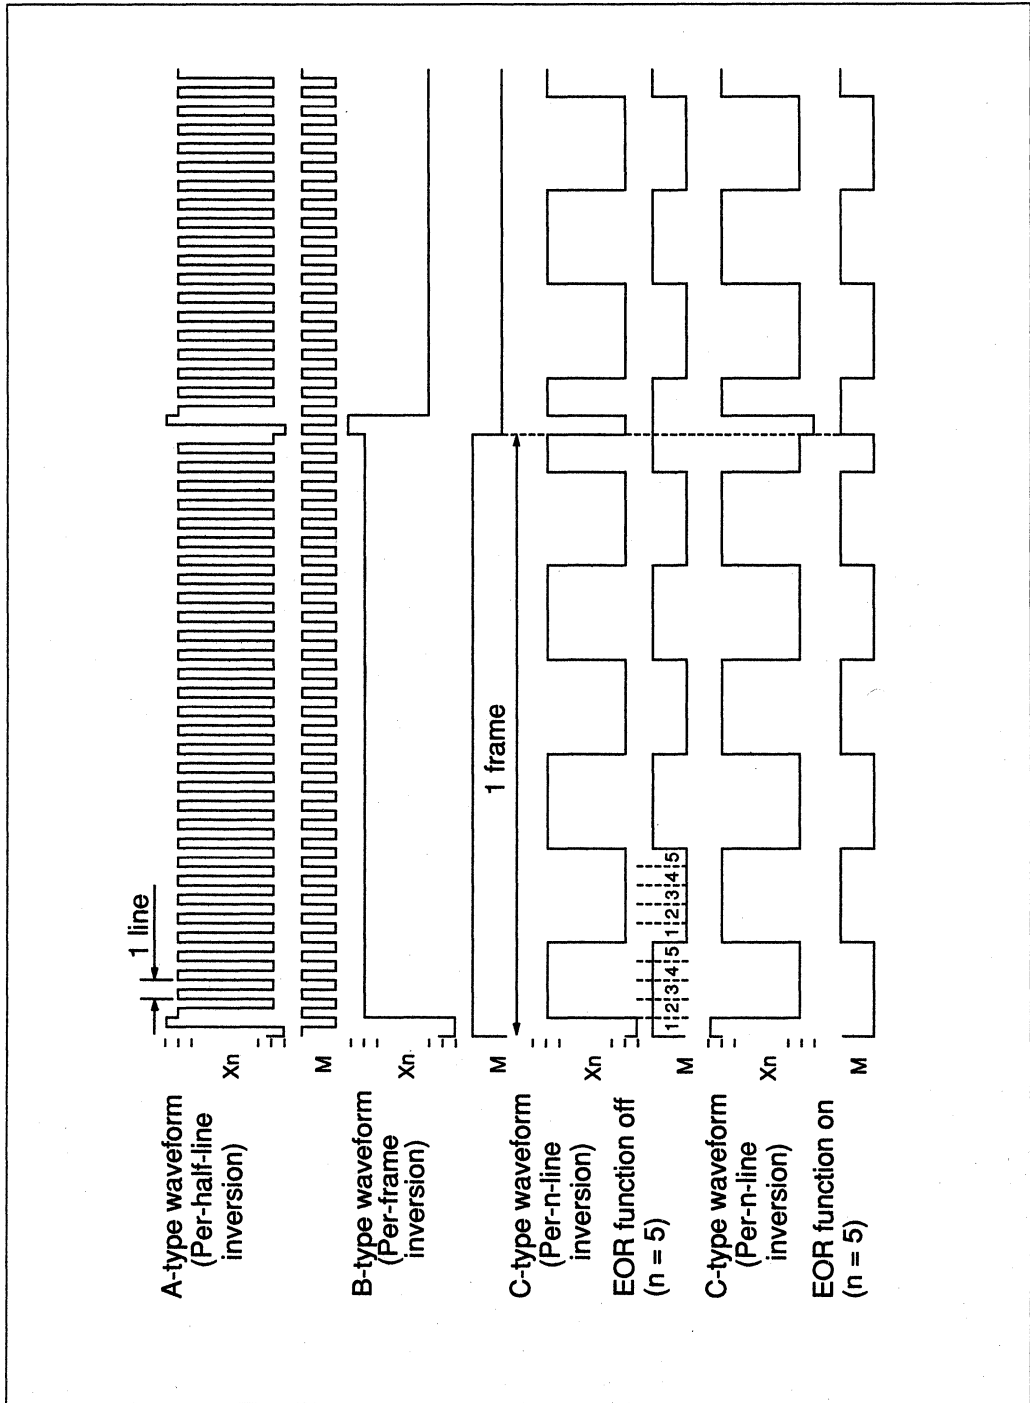 A-type waveform
(Per-half-line
inversion)
Xn
1 line
M
B-type waveform
(Per-frame
inversion)
Xn
M
1 frame
C-type waveform
(Per-n-line
inversion)
EOR function off
(n = 5)
Xn
M
1 2 3 4 5 1 2 3 4 5
C-type waveform
(Per-n-line
inversion)
EOR function on
(n = 5)
Xn
M